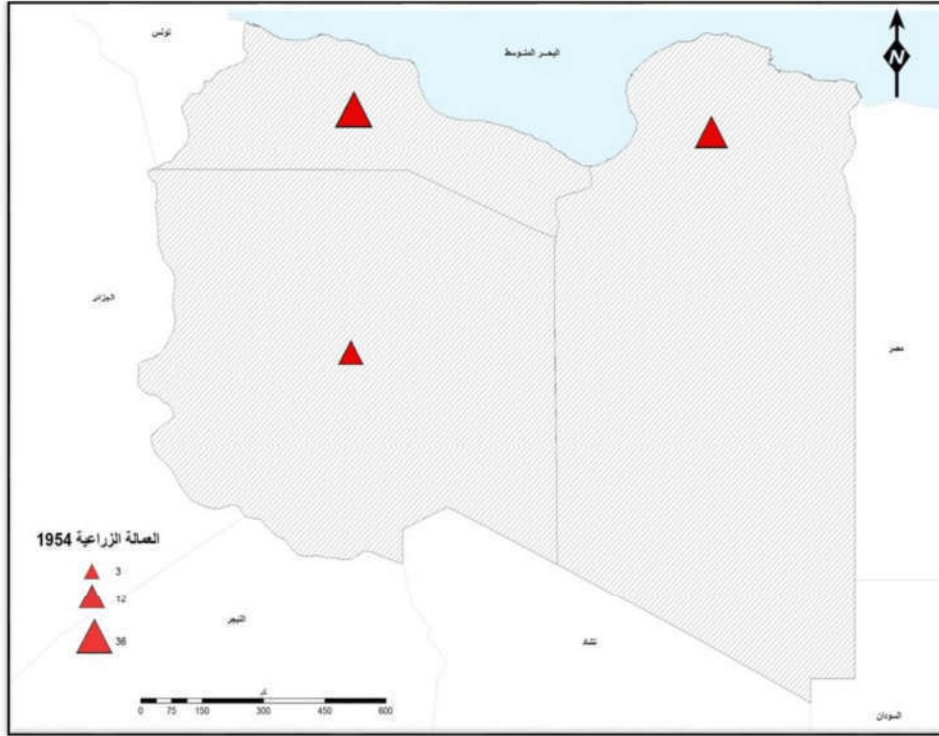 تونس
البحر المتوسط
N
الجزائر
مصر
العمالة الزراعية 1954
3
12
36
النيجر
تشاد
السودان
كم
0 75 150 300 450 600